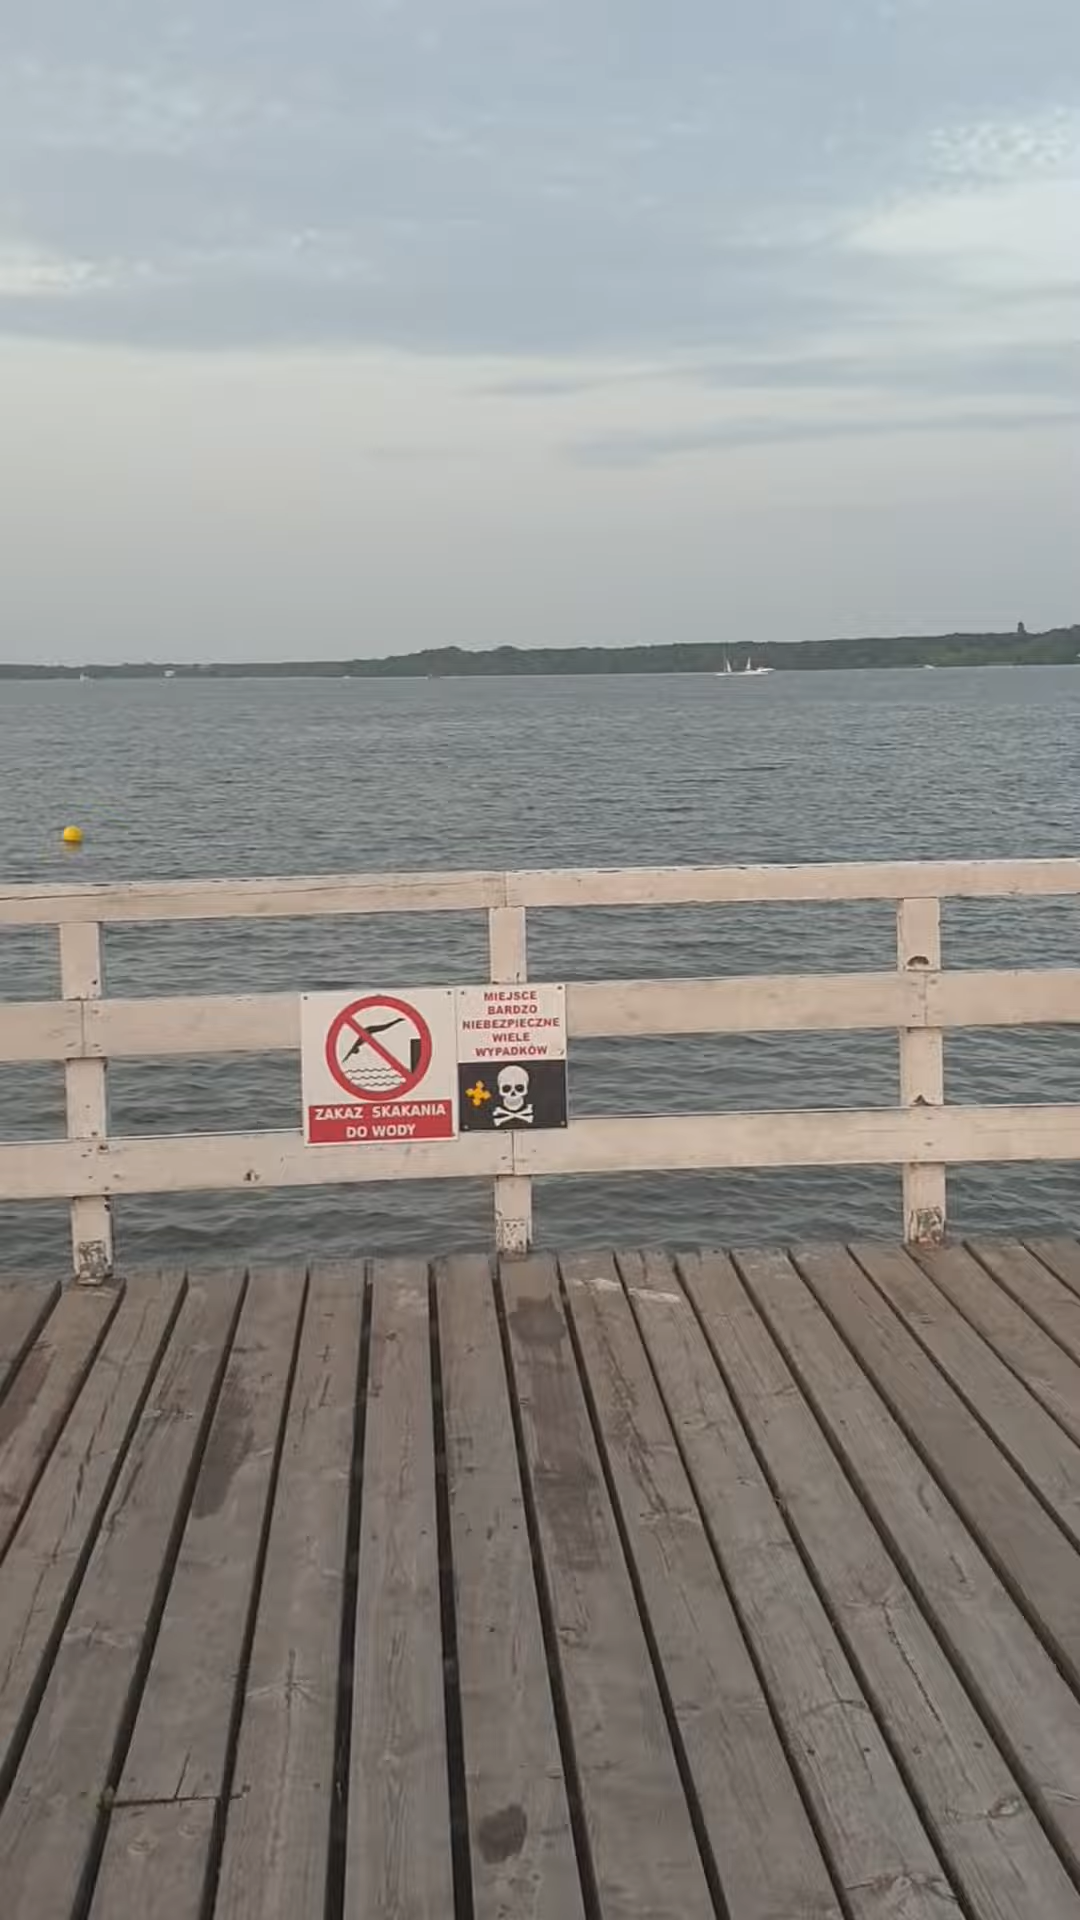 ZAKAZ SKAKANIA
DO WODY
MIEJSCE
BARDZO
NIEBEZPIECZNE
WIELE
WYPADKÓW